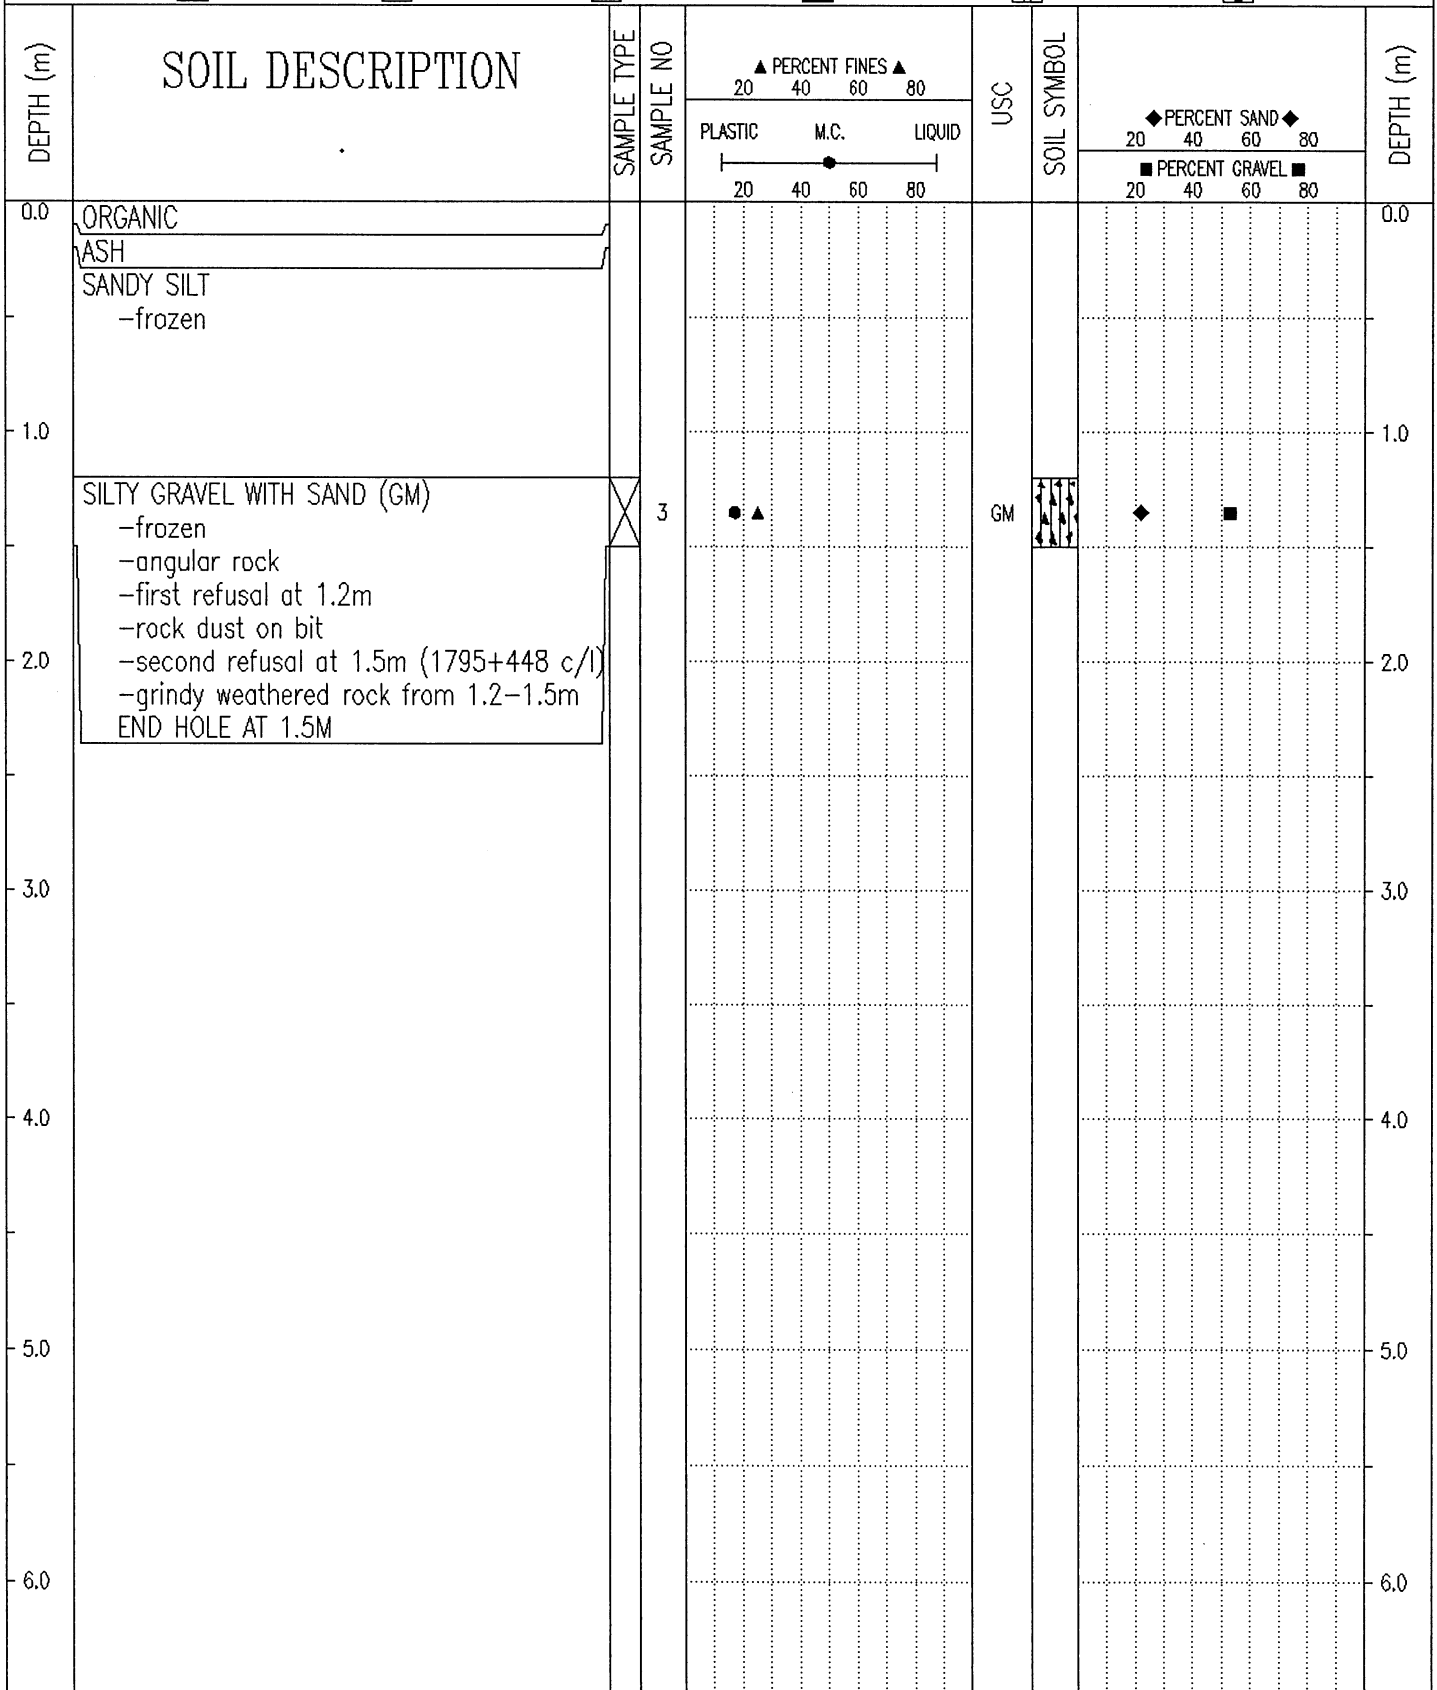 DEPTH (m)
SOIL DESCRIPTION
SAMPLE TYPE
SAMPLE NO
▲ PERCENT FINES ▲
20 40 60 80
PLASTIC M.C. LIQUID
20 40 60 80
USC
SOIL SYMBOL
◆PERCENT SAND◆
20 40 60 80
■ PERCENT GRAVEL ■
20 40 60 80
DEPTH (m)
0.0
ORGANIC
0.0
ASH
SANDY SILT
-frozen
1.0
1.0
SILTY GRAVEL WITH SAND (GM)
3
GM
-frozen
-angular rock
-first refusal at 1.2m
-rock dust on bit
2.0
-second refusal at 1.5m (1795+448 c/l)
2.0
-grindy weathered rock from 1.2-1.5m
END HOLE AT 1.5M
3.0
3.0
4.0
4.0
5.0
5.0
6.0
6.0